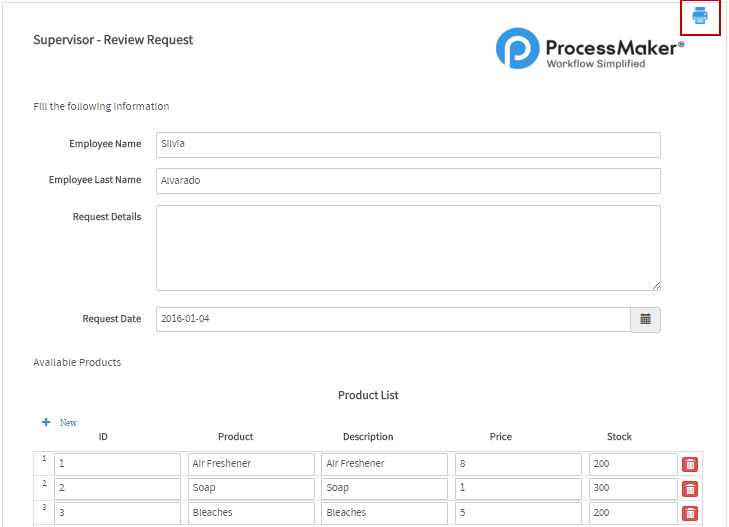 Supervisor - Review Request
ProcessMaker®
Workflow Simplified
Fill the following information
Employee Name Silvia
Employee Last Name Alvarado
Request Details
Request Date 2016-01-04
Available Products
Product List
+ New
ID Product Description Price Stock
1 1 Air Freshener Air Freshener 8 200
2 2 Soap Soap 1 300
3 3 Bleaches Bleaches 5 200